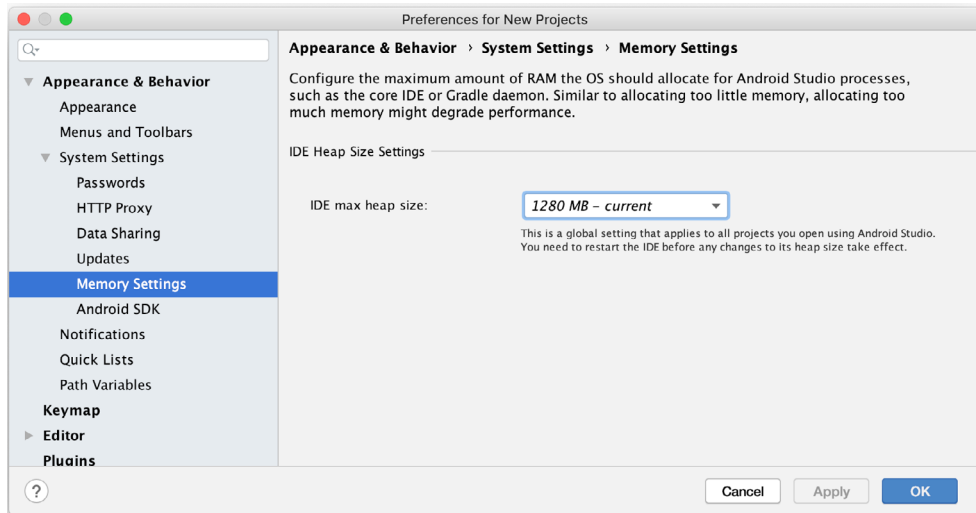 Preferences for New Projects
Appearance & Behavior
Appearance
Menus and Toolbars
System Settings
Passwords
HTTP Proxy
Data Sharing
Updates
Memory Settings
Android SDK
Notifications
Quick Lists
Path Variables
Keymap
Editor
Plugins
Appearance & Behavior › System Settings › Memory Settings
Configure the maximum amount of RAM the OS should allocate for Android Studio processes,
such as the core IDE or Gradle daemon. Similar to allocating too little memory, allocating too
much memory might degrade performance.
IDE Heap Size Settings
IDE max heap size: 1280 MB – current
This is a global setting that applies to all projects you open using Android Studio.
You need to restart the IDE before any changes to its heap size take effect.
? Cancel Apply OK